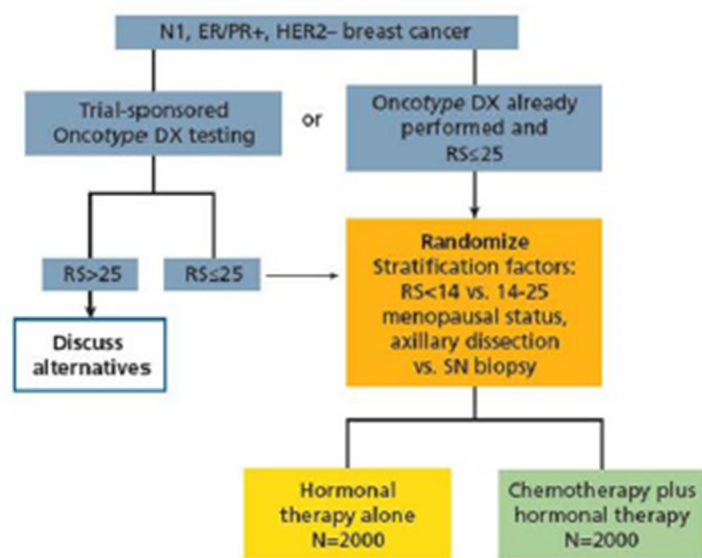 N1, ER/PR+, HER2– breast cancer
Trial-sponsored
Oncotype DX testing
or
Oncotype DX already
performed and
RS≤25
RS>25
RS≤25
Discuss
alternatives
Randomize
Stratification factors:
RS<14 vs. 14-25
menopausal status,
axillary dissection
vs. SN biopsy
Hormonal
therapy alone
N=2000
Chemotherapy plus
hormonal therapy
N=2000